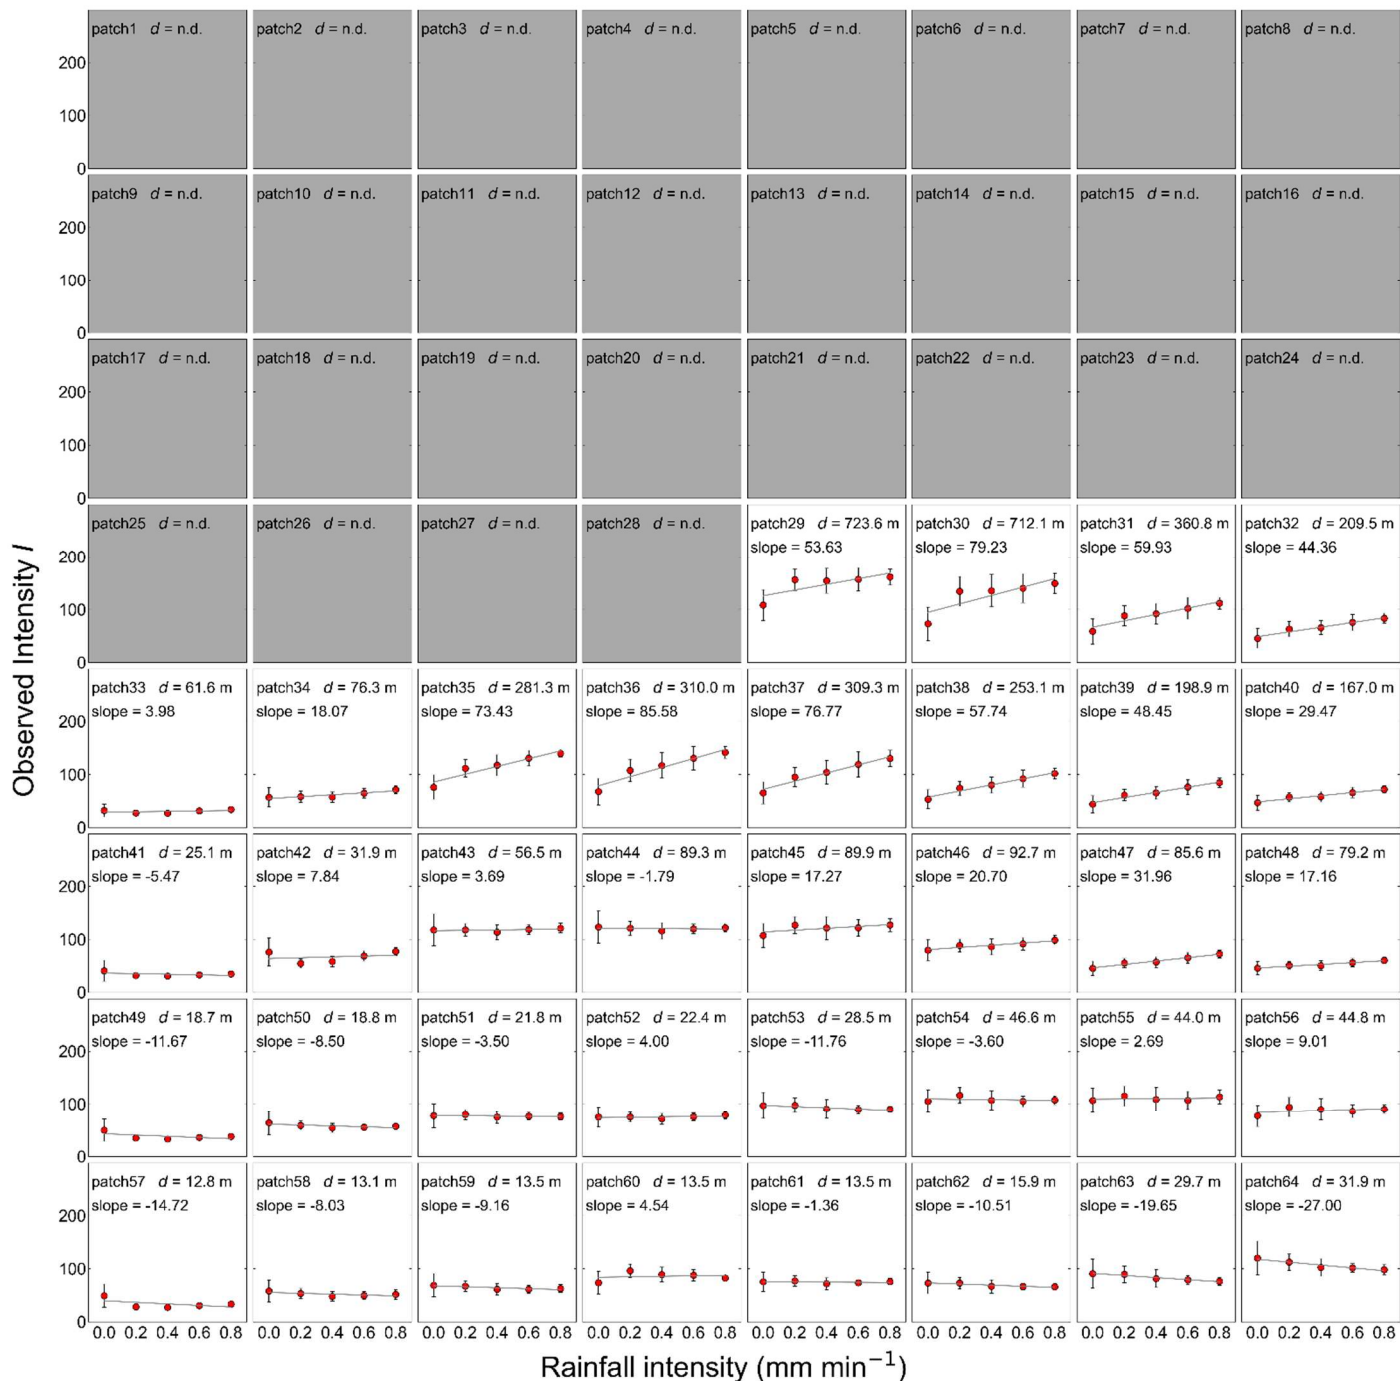 patch1 d = n.d. patch2 d = n.d. patch3 d = n.d. patch4 d = n.d. patch5 d = n.d. patch6 d = n.d. patch7 d = n.d. patch8 d = n.d.
200
100
0
patch9 d = n.d. patch10 d = n.d. patch11 d = n.d. patch12 d = n.d. patch13 d = n.d. patch14 d = n.d. patch15 d = n.d. patch16 d = n.d.
200
100
0
patch17 d = n.d. patch18 d = n.d. patch19 d = n.d. patch20 d = n.d. patch21 d = n.d. patch22 d = n.d. patch23 d = n.d. patch24 d = n.d.
200
100
0
patch25 d = n.d. patch26 d = n.d. patch27 d = n.d. patch28 d = n.d. patch29 d = 723.6 m patch30 d = 712.1 m patch31 d = 360.8 m patch32 d = 209.5 m
slope = 53.63 slope = 79.23 slope = 59.93 slope = 44.36
200
100
0
Observed Intensity I
patch33 d = 61.6 m patch34 d = 76.3 m patch35 d = 281.3 m patch36 d = 310.0 m patch37 d = 309.3 m patch38 d = 253.1 m patch39 d = 198.9 m patch40 d = 167.0 m
slope = 3.98 slope = 18.07 slope = 73.43 slope = 85.58 slope = 76.77 slope = 57.74 slope = 48.45 slope = 29.47
200
100
0
patch41 d = 25.1 m patch42 d = 31.9 m patch43 d = 56.5 m patch44 d = 89.3 m patch45 d = 89.9 m patch46 d = 92.7 m patch47 d = 85.6 m patch48 d = 79.2 m
slope = -5.47 slope = 7.84 slope = 3.69 slope = -1.79 slope = 17.27 slope = 20.70 slope = 31.96 slope = 17.16
200
100
0
patch49 d = 18.7 m patch50 d = 18.8 m patch51 d = 21.8 m patch52 d = 22.4 m patch53 d = 28.5 m patch54 d = 46.6 m patch55 d = 44.0 m patch56 d = 44.8 m
slope = -11.67 slope = -8.50 slope = -3.50 slope = 4.00 slope = -11.76 slope = -3.60 slope = 2.69 slope = 9.01
200
100
0
patch57 d = 12.8 m patch58 d = 13.1 m patch59 d = 13.5 m patch60 d = 13.5 m patch61 d = 13.5 m patch62 d = 15.9 m patch63 d = 29.7 m patch64 d = 31.9 m
slope = -14.72 slope = -8.03 slope = -9.16 slope = 4.54 slope = -1.36 slope = -10.51 slope = -19.65 slope = -27.00
200
100
0
0.0 0.2 0.4 0.6 0.8 0.0 0.2 0.4 0.6 0.8 0.0 0.2 0.4 0.6 0.8 0.0 0.2 0.4 0.6 0.8 0.0 0.2 0.4 0.6 0.8 0.0 0.2 0.4 0.6 0.8 0.0 0.2 0.4 0.6 0.8 0.0 0.2 0.4 0.6 0.8
Rainfall intensity (mm min⁻¹)